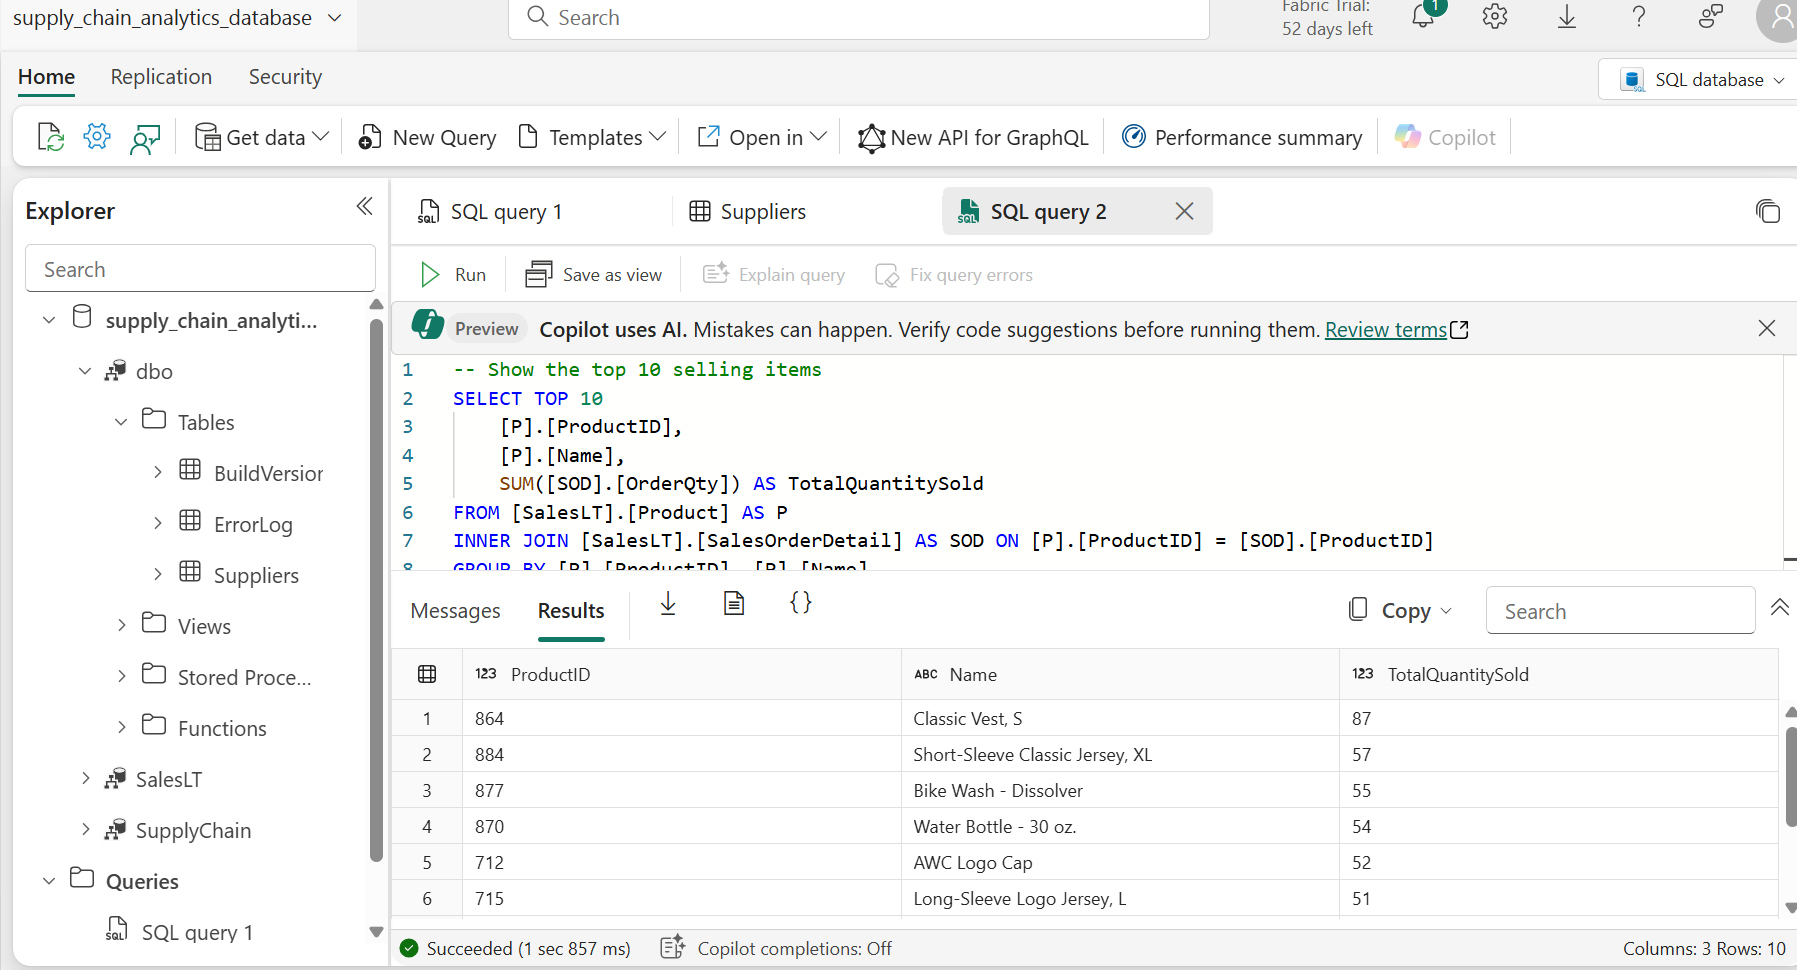 supply_chain_analytics_database
Search
Fabric Trial:
52 days left
1
Home
Replication
Security
SQL database
Get data
New Query
Templates
Open in
New API for GraphQL
Performance summary
Copilot
Explorer
Search
supply_chain_analyti...
dbo
Tables
BuildVersion
ErrorLog
Suppliers
Views
Stored Proce...
Functions
SalesLT
SupplyChain
Queries
SQL query 1
SQL query 1
Suppliers
SQL query 2
Run
Save as view
Explain query
Fix query errors
Preview Copilot uses AI. Mistakes can happen. Verify code suggestions before running them. Review terms
1 -- Show the top 10 selling items
2 SELECT TOP 10
3 [P].[ProductID],
4 [P].[Name],
5 SUM([SOD].[OrderQty]) AS TotalQuantitySold
6 FROM [SalesLT].[Product] AS P
7 INNER JOIN [SalesLT].[SalesOrderDetail] AS SOD ON [P].[ProductID] = [SOD].[ProductID]
8 GROUP BY [P].[ProductID], [P].[Name]
Messages
Results
Copy
Search
123 ProductID ABC Name 123 TotalQuantitySold
1 864 Classic Vest, S 87
2 884 Short-Sleeve Classic Jersey, XL 57
3 877 Bike Wash - Dissolver 55
4 870 Water Bottle - 30 oz. 54
5 712 AWC Logo Cap 52
6 715 Long-Sleeve Logo Jersey, L 51
Succeeded (1 sec 857 ms)
Copilot completions: Off
Columns: 3 Rows: 10